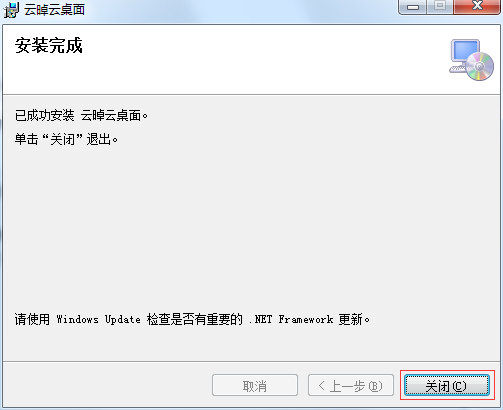 云晫云桌面
安装完成
已成功安装 云晫云桌面。
单击“关闭”退出。
请使用 Windows Update 检查是否有重要的 .NET Framework 更新。
取消
< 上一步(B)
关闭(C)